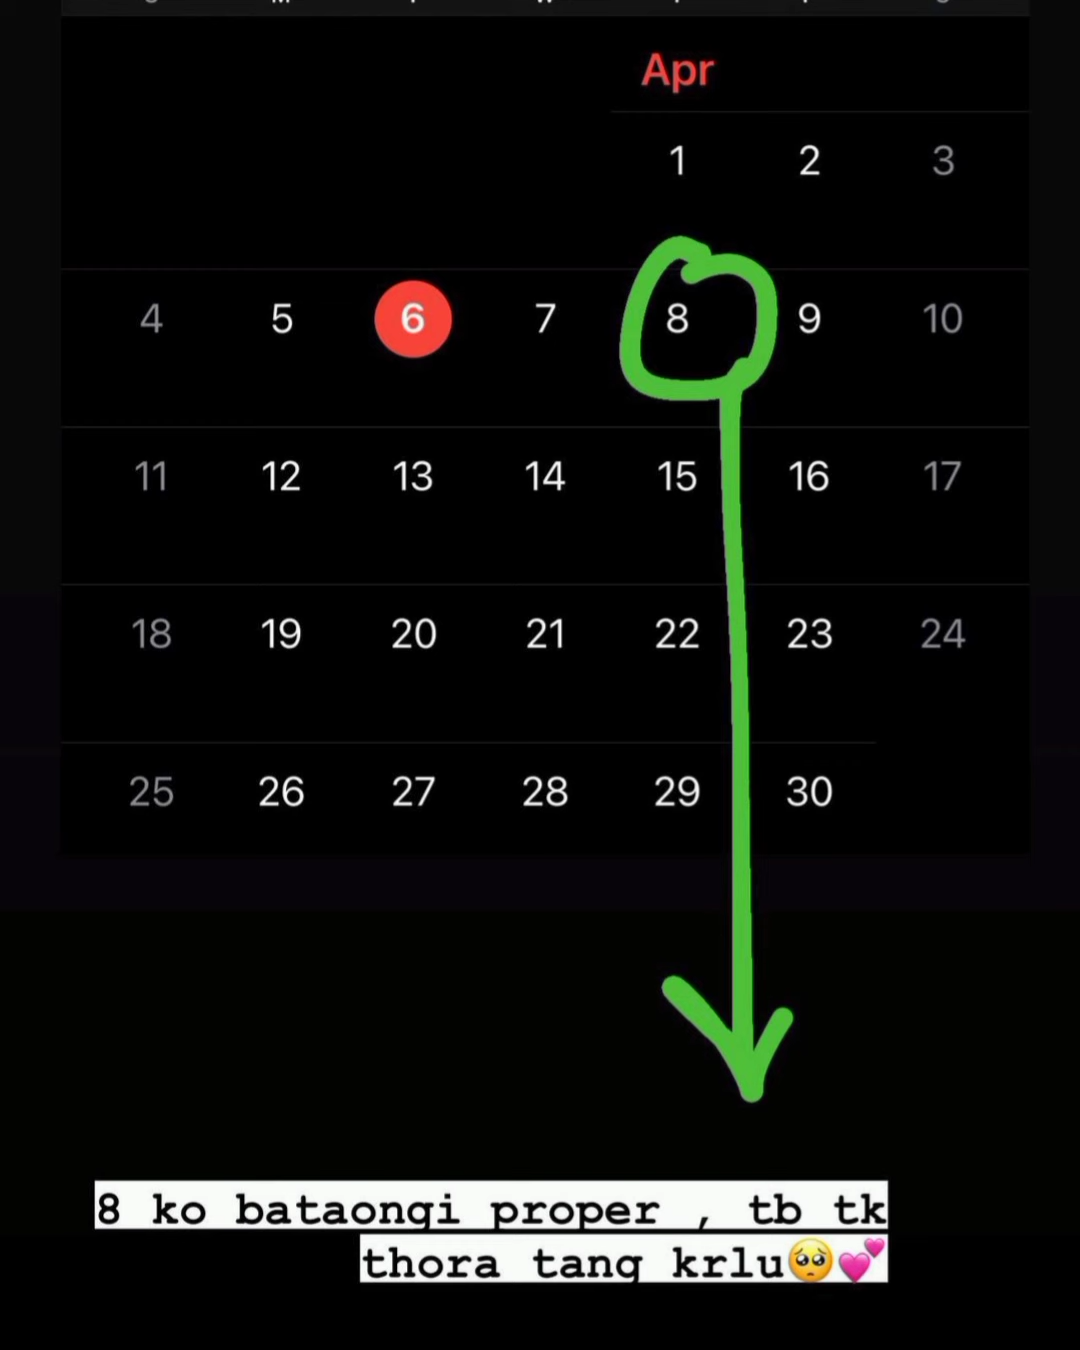 Apr
1 2 3
4 5 6 7 8 9 10
11 12 13 14 15 16 17
18 19 20 21 22 23 24
25 26 27 28 29 30
8 ko bataongi proper , tb tk
thora tang krlu🥺💕